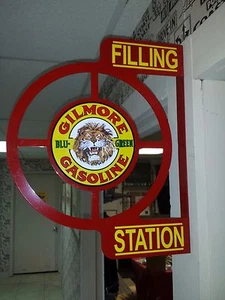 FILLING
GILMORE
BLU-GREEN
GASOLINE
STATION